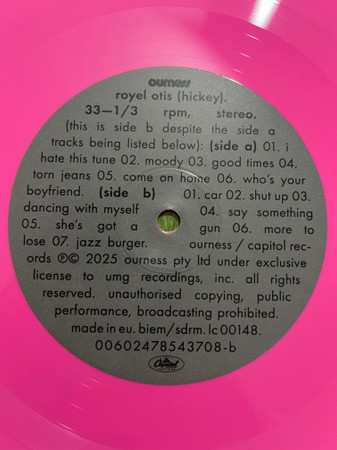 ourness
royel otis (hickey).
33–1/3 rpm, stereo.
(this is side b despite the side a
tracks being listed below): (side a) 01. i
hate this tune 02. moody 03. good times 04.
torn jeans 05. come on home 06. who's your
boyfriend. (side b) 01. car 02. shut up 03.
dancing with myself 04. say something
05. she's got a gun 06. more to
lose 07. jazz burger. ourness / capitol rec-
ords ℗© 2025 ourness pty ltd under exclusive
license to umg recordings, inc. all rights
reserved. unauthorised copying, public
performance, broadcasting prohibited.
made in eu. biem/sdrm. lc 00148.
00602478543708-b
Capitol